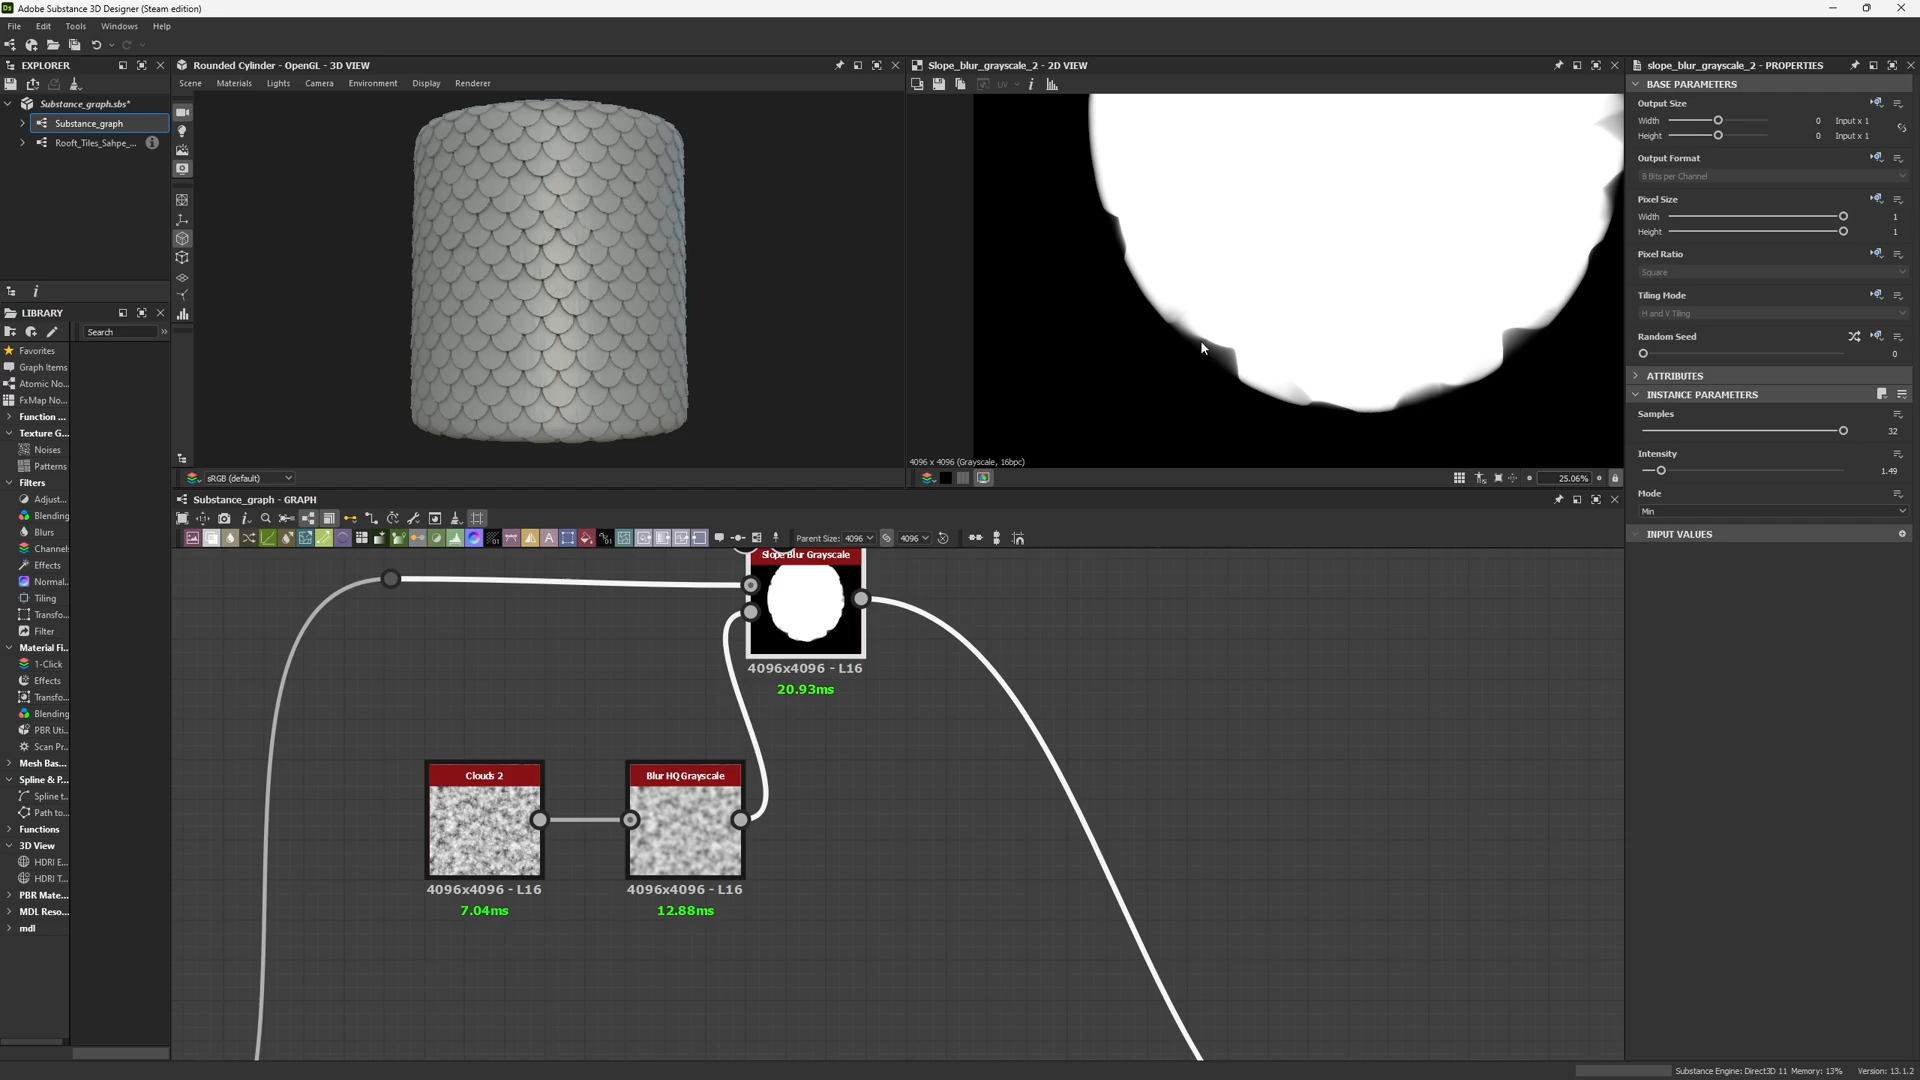 Adobe Substance 3D Designer (Steam edition)
File Edit Tools Windows Help
EXPLORER
Substance_graph.sbs*
Substance_graph
Rooft_Tiles_Sahpe_...
LIBRARY
Search
Favorites
Graph Items
Atomic No...
FxMap No...
Function ...
Texture G...
Noises
Patterns
Filters
Adjust...
Blending
Blurs
Channels
Effects
Normal...
Tiling
Transfo...
Filter
Material Fi...
1-Click
Effects
Transfo...
Blending
PBR Uti...
Scan Pr...
Mesh Bas...
Spline & P...
Spline t...
Path to...
Functions
3D View
HDRI E...
HDRI T...
PBR Mate...
MDL Reso...
mdl
Rounded Cylinder - OpenGL - 3D VIEW
Scene Materials Lights Camera Environment Display Renderer
sRGB (default)
Slope_blur_grayscale_2 - 2D VIEW
UV
4096 x 4096 (Grayscale, 16bpc)
25.06%
Substance_graph - GRAPH
Parent Size: 4096 4096
Slope Blur Grayscale
4096x4096 - L16
20.93ms
Clouds 2
4096x4096 - L16
7.04ms
Blur HQ Grayscale
4096x4096 - L16
12.88ms
slope_blur_grayscale_2 - PROPERTIES
BASE PARAMETERS
Output Size
Width 0 Input x 1
Height 0 Input x 1
Output Format
8 Bits per Channel
Pixel Size
Width 1
Height 1
Pixel Ratio
Square
Tiling Mode
H and V Tiling
Random Seed
0
ATTRIBUTES
INSTANCE PARAMETERS
Samples
32
Intensity
1.49
Mode
Min
INPUT VALUES
Substance Engine: Direct3D 11 Memory: 13% Version: 13.1.2